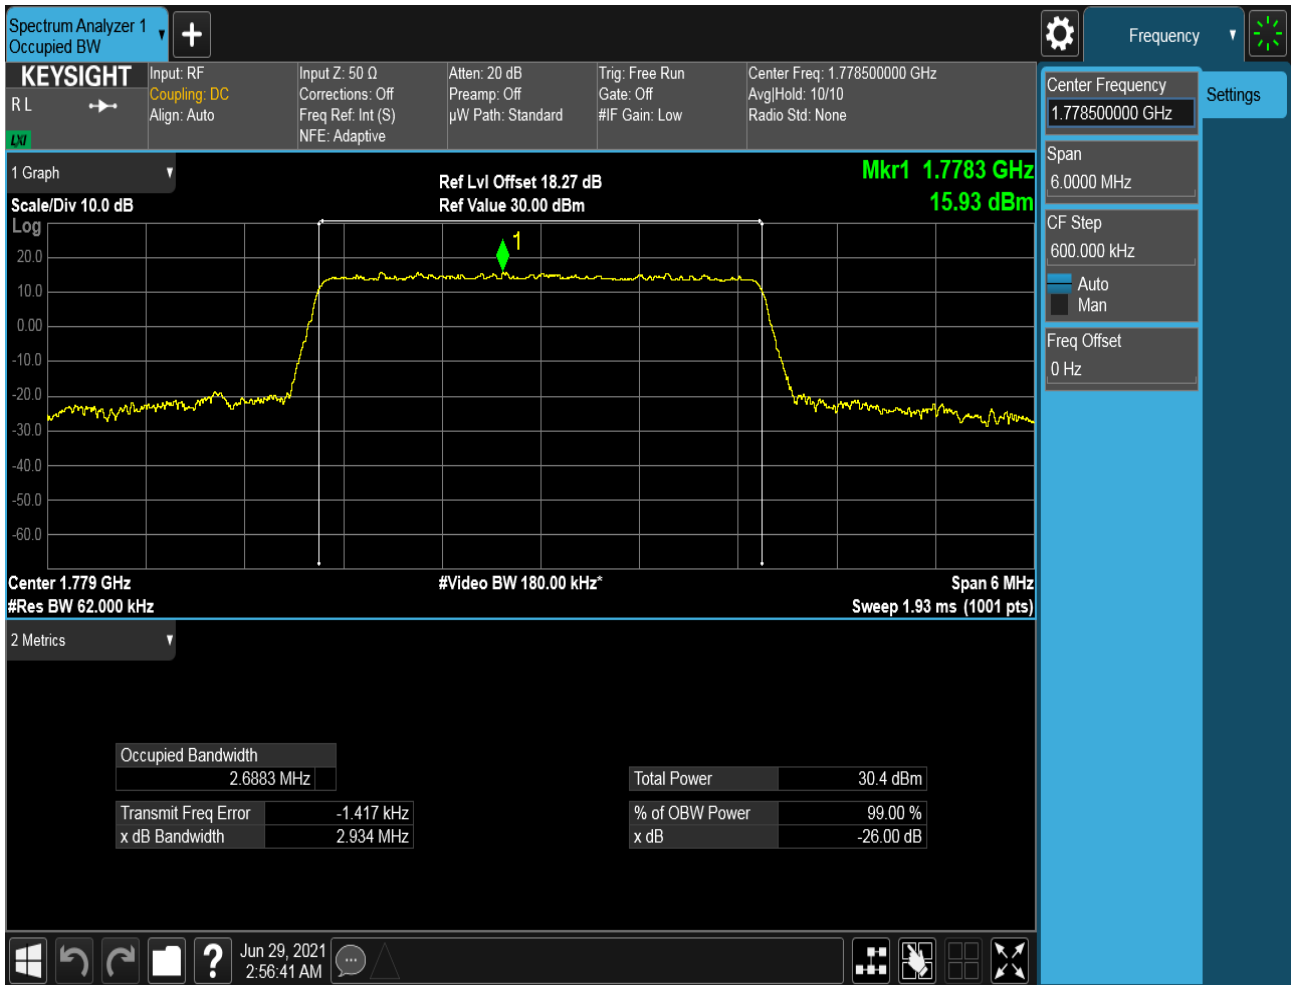 Spectrum Analyzer 1
Occupied BW
Frequency
KEYSIGHT
R L
LXI
Input: RF
Coupling: DC
Align: Auto
Input Z: 50 Ω
Corrections: Off
Freq Ref: Int (S)
NFE: Adaptive
Atten: 20 dB
Preamp: Off
µW Path: Standard
Trig: Free Run
Gate: Off
#IF Gain: Low
Center Freq: 1.778500000 GHz
Avg|Hold: 10/10
Radio Std: None
Center Frequency
1.778500000 GHz
Settings
Span
6.0000 MHz
CF Step
600.000 kHz
Auto
Man
Freq Offset
0 Hz
1 Graph
Scale/Div 10.0 dB
Ref Lvl Offset 18.27 dB
Ref Value 30.00 dBm
Mkr1 1.7783 GHz
15.93 dBm
Log
1
20.0
10.0
0.00
-10.0
-20.0
-30.0
-40.0
-50.0
-60.0
Center 1.779 GHz
#Res BW 62.000 kHz
#Video BW 180.00 kHz*
Span 6 MHz
Sweep 1.93 ms (1001 pts)
2 Metrics
Occupied Bandwidth
2.6883 MHz
Transmit Freq Error -1.417 kHz
x dB Bandwidth 2.934 MHz
Total Power 30.4 dBm
% of OBW Power 99.00 %
x dB -26.00 dB
?
Jun 29, 2021
2:56:41 AM